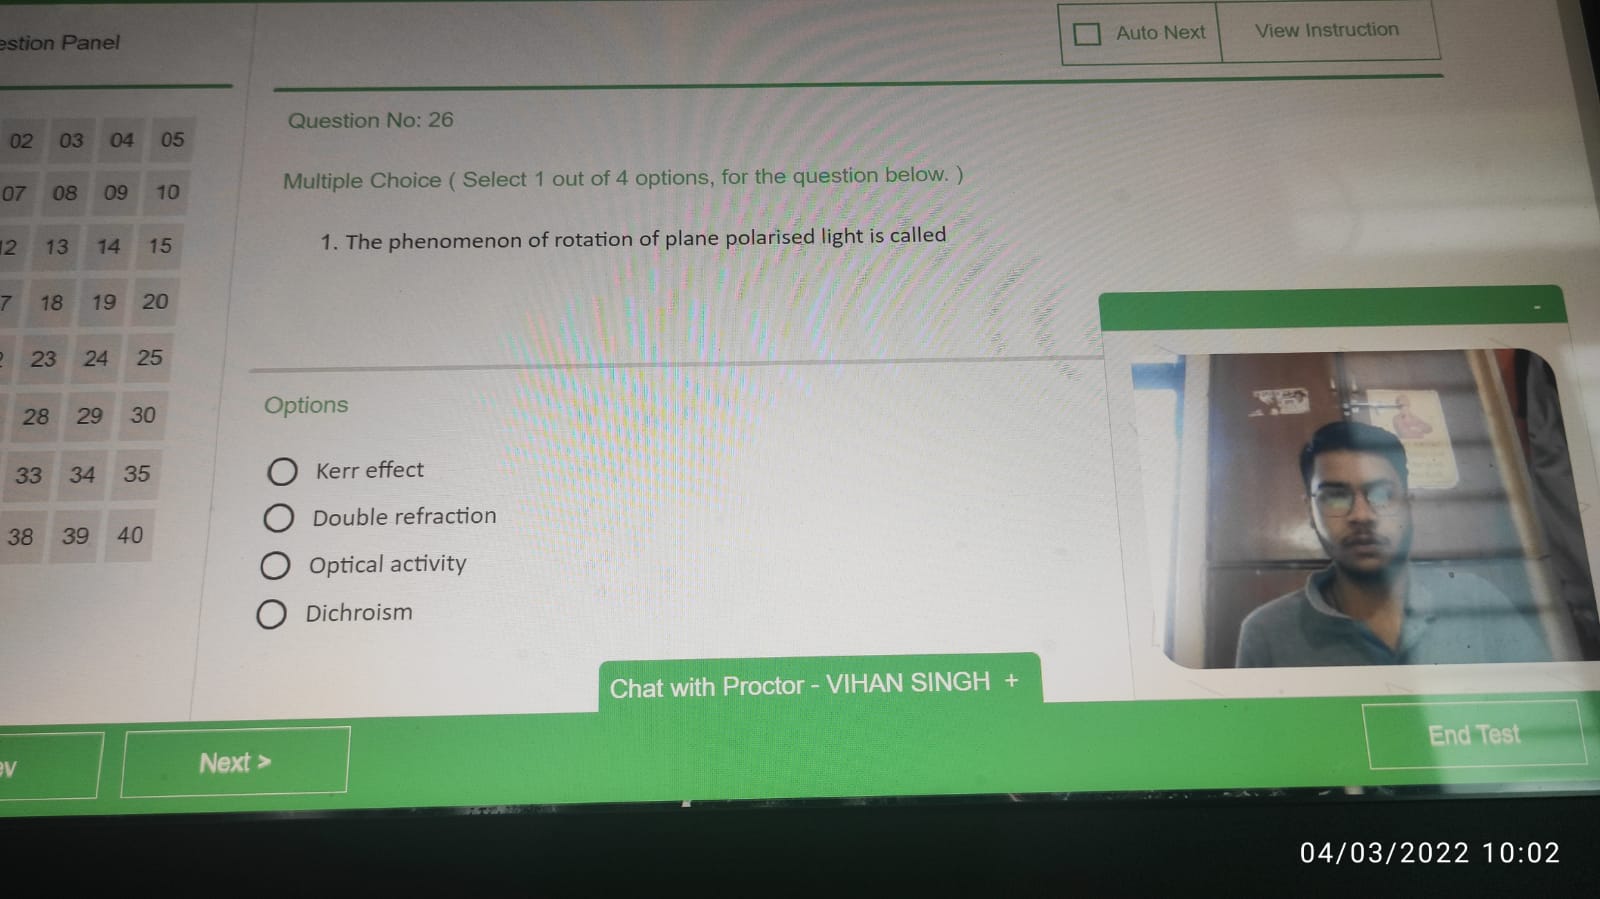 estion Panel
Auto Next
View Instruction
02 03 04 05
07 08 09 10
12 13 14 15
7 18 19 20
23 24 25
28 29 30
33 34 35
38 39 40
Question No: 26
Multiple Choice ( Select 1 out of 4 options, for the question below. )
1. The phenomenon of rotation of plane polarised light is called
Options
Kerr effect
Double refraction
Optical activity
Dichroism
Chat with Proctor - VIHAN SINGH +
ev
Next >
End Test
04/03/2022 10:02